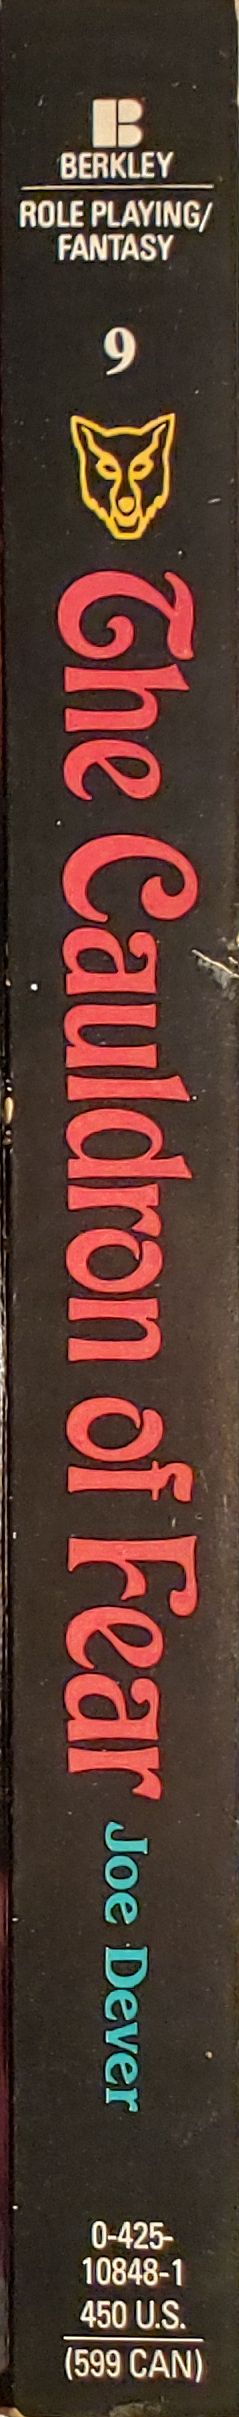 B
BERKLEY
ROLE PLAYING/
FANTASY
9
The Cauldron of Fear
Joe Dever
0-425-
10848-1
450 U.S.
(599 CAN)